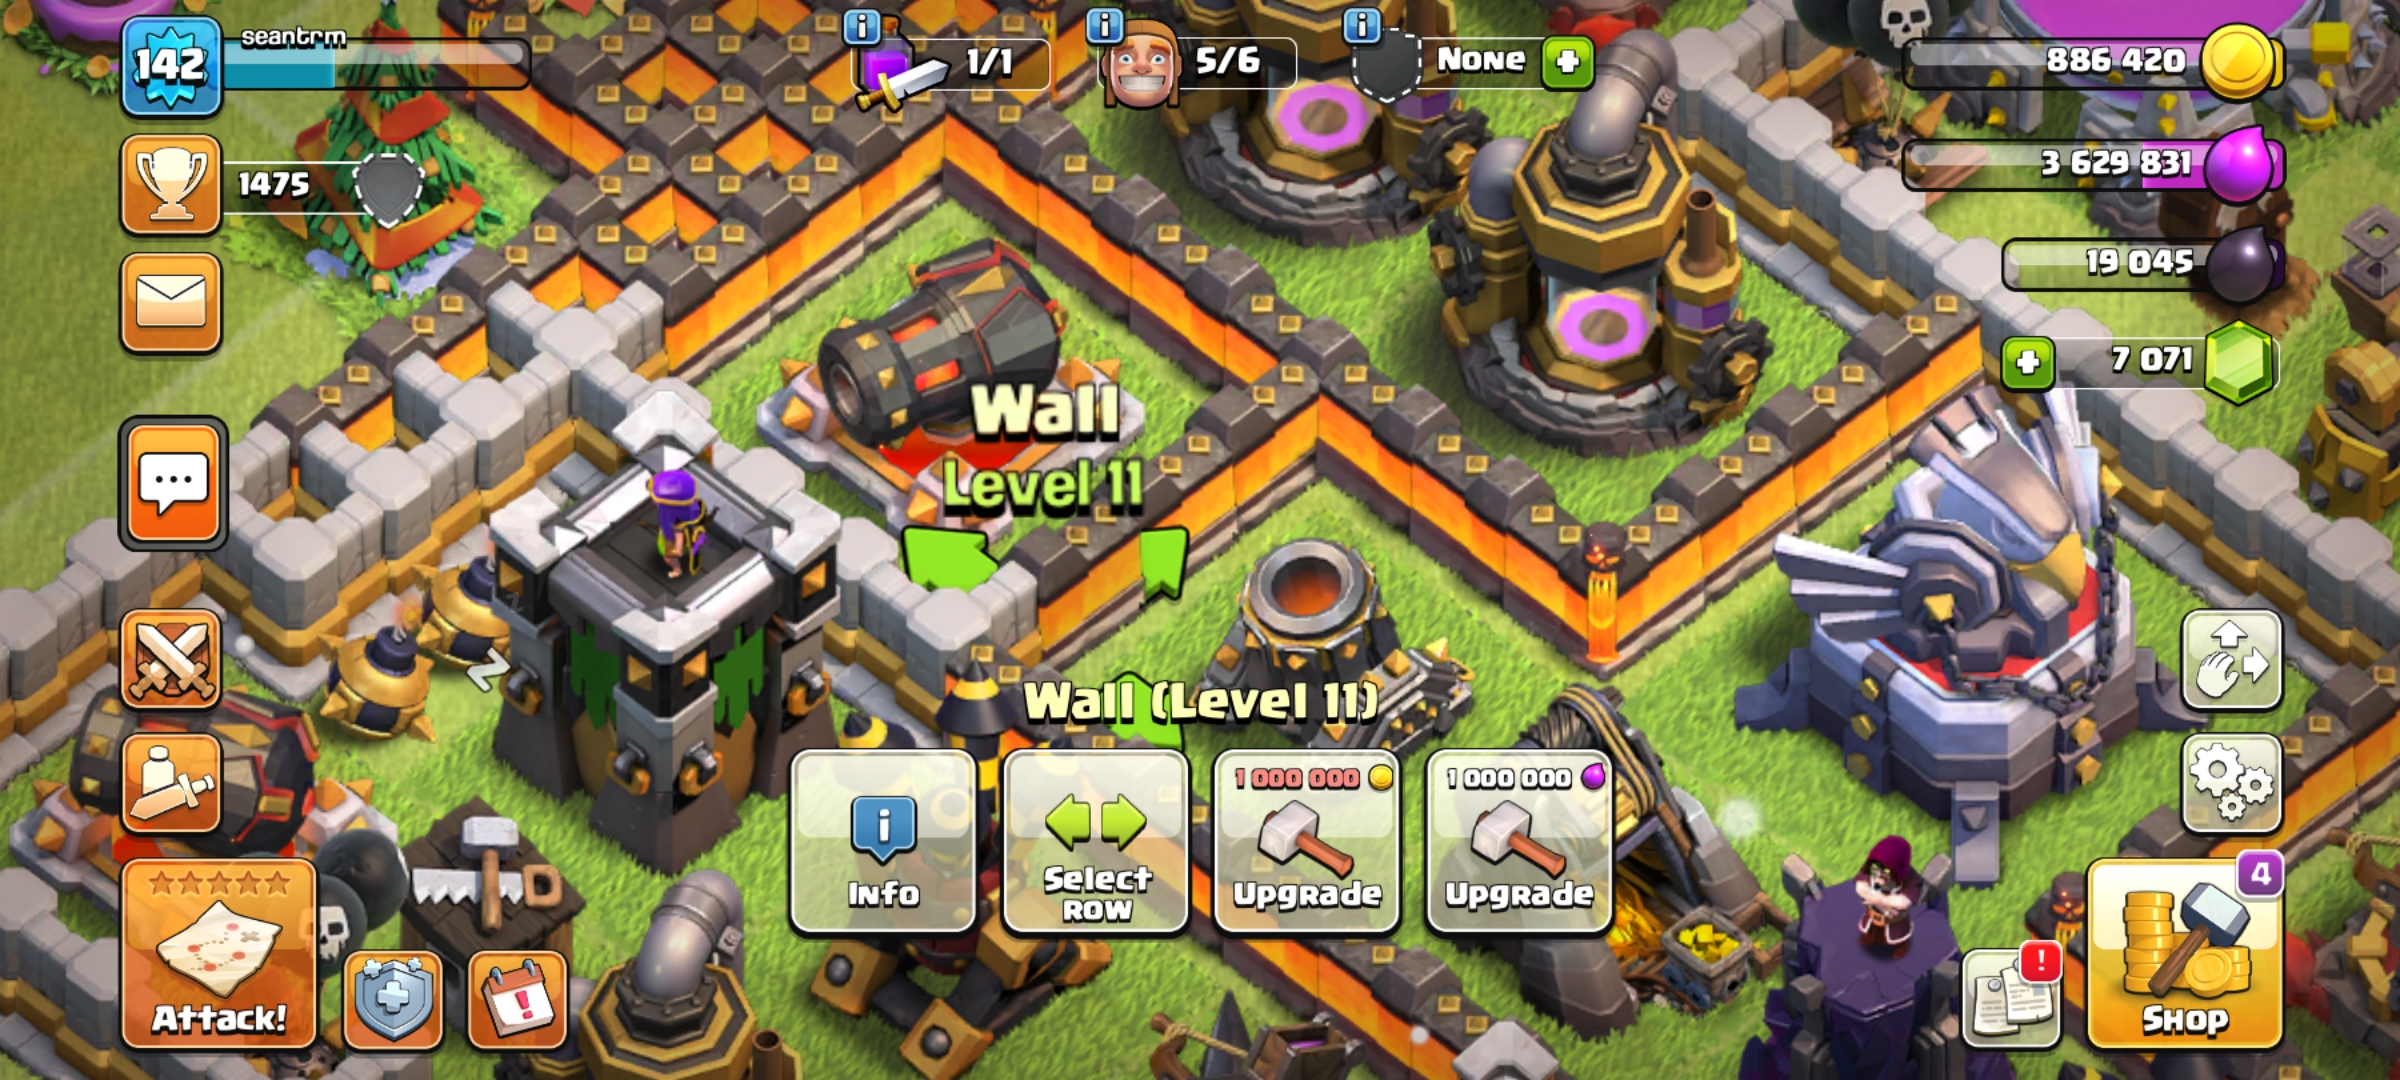 142
seantrm
1/1
5/6
None
886 420
1475
3 629 831
19 045
7 071
Wall
Level 11
Z
Wall (Level 11)
Info
Select
Row
1 000 000
Upgrade
1 000 000
Upgrade
Attack!
4
!
Shop